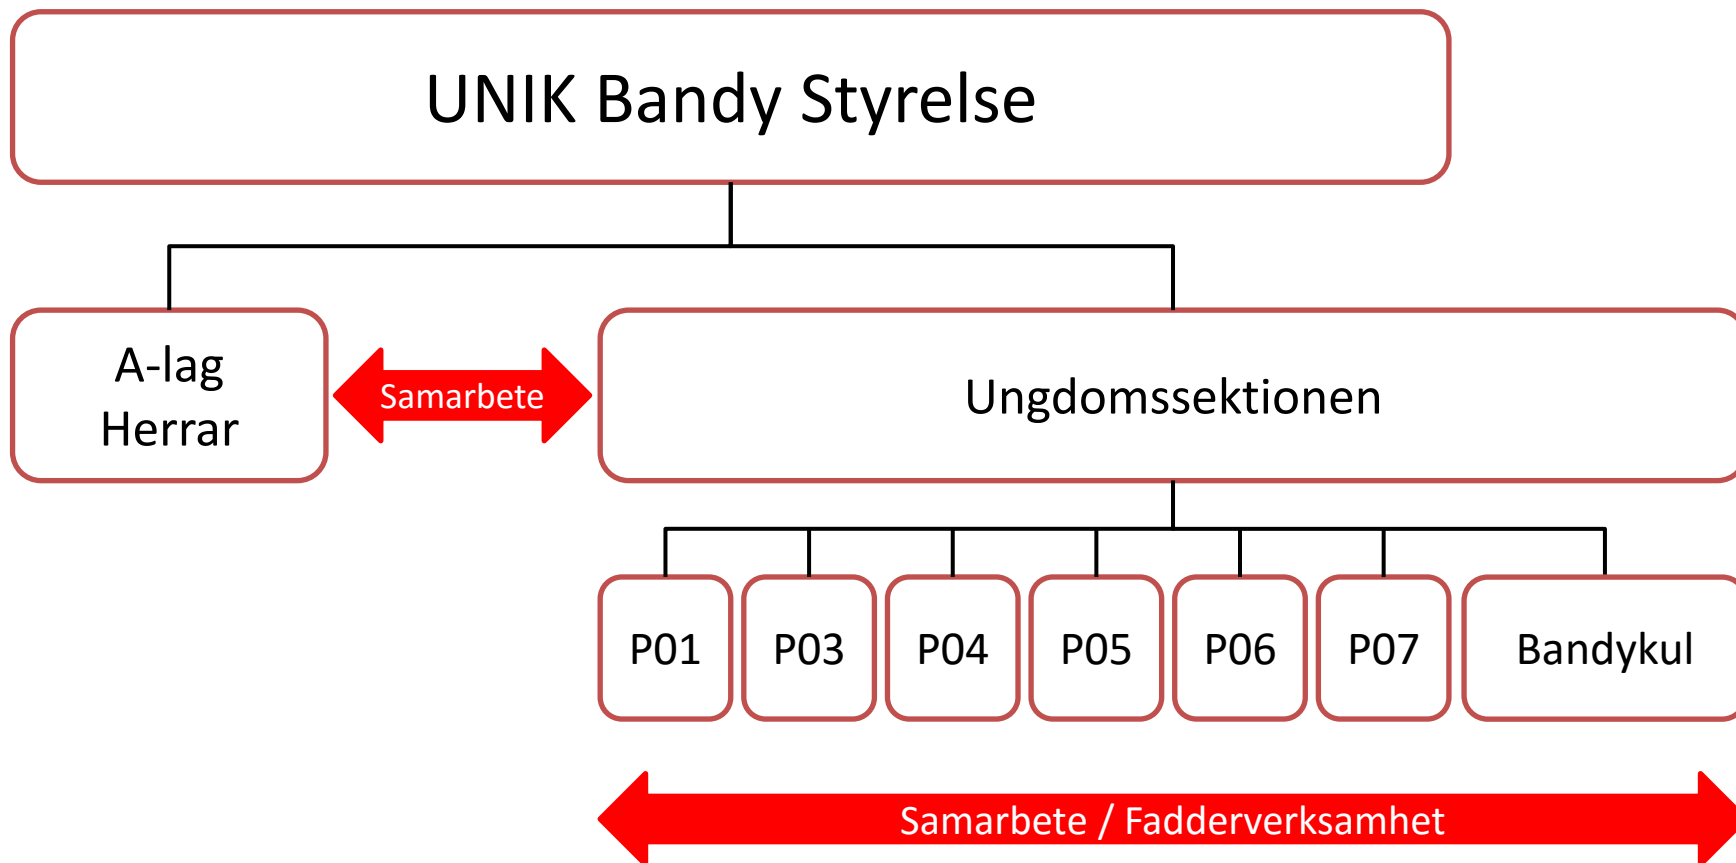 UNIK Bandy Styrelse
A-lag
Herrar
Samarbete
Ungdomssektionen
P01
P03
P04
P05
P06
P07
Bandykul
Samarbete / Fadderverksamhet